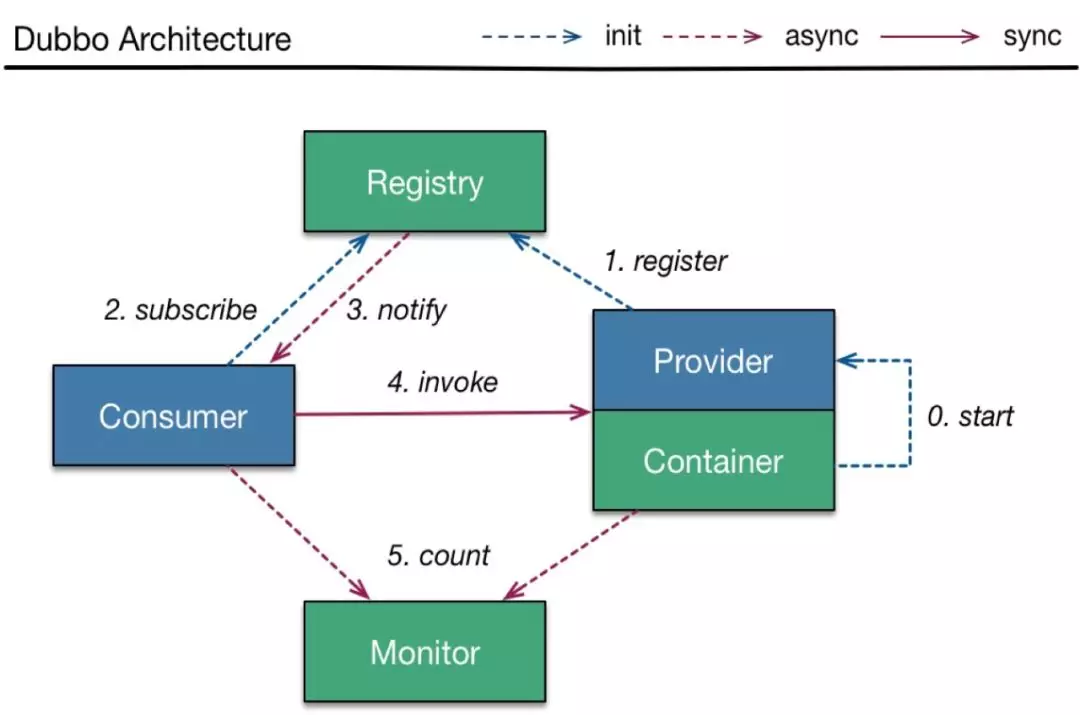 Dubbo Architecture
init
async
sync
Registry
1. register
2. subscribe
3. notify
Provider
4. invoke
Consumer
0. start
Container
5. count
Monitor